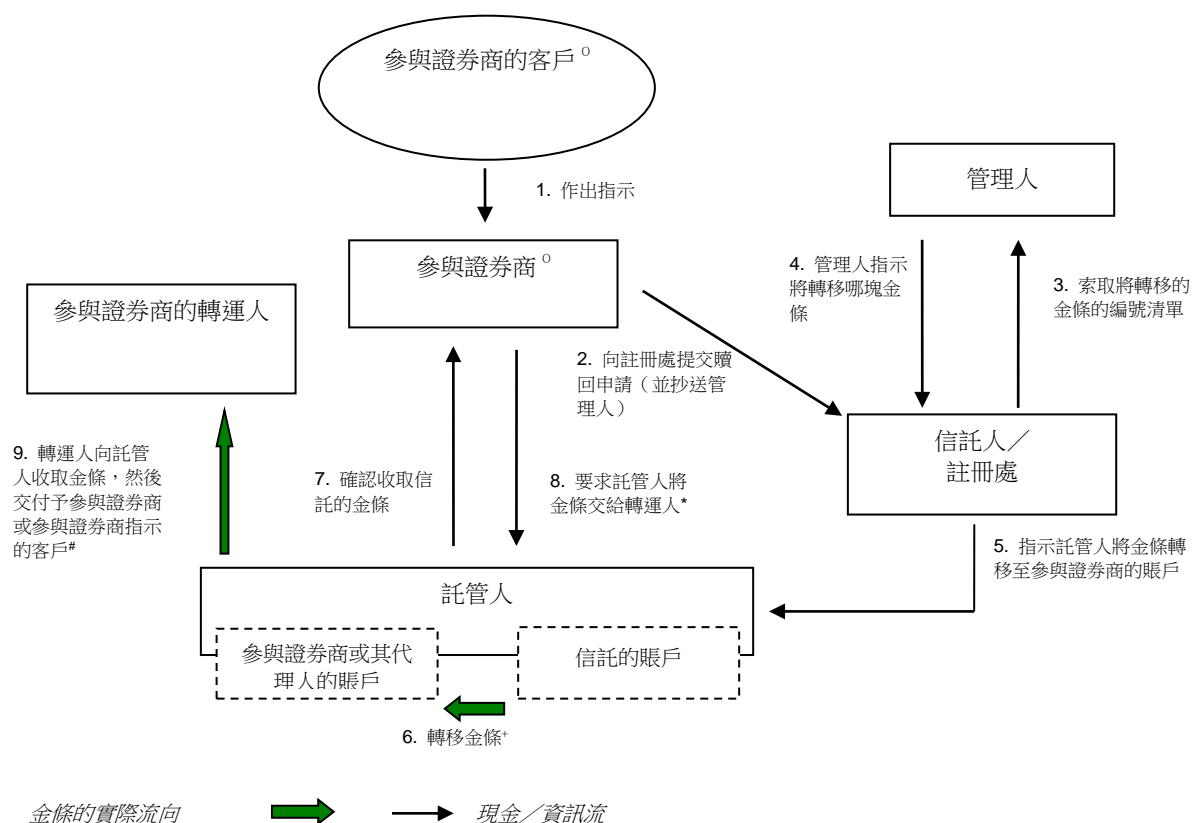 參與證券商的客戶⁰
1. 作出指示
管理人
參與證券商⁰
參與證券商的轉運人
4. 管理人指示
將轉移哪塊金
條
3. 索取將轉移的
金條的編號清單
2. 向註冊處提交贖
回申請（並抄送管
理人）
信託人／
註冊處
9. 轉運人向託管
人收取金條，然後
交付予參與證券商
或參與證券商指示
的客戶#
7. 確認收取信
託的金條
8. 要求託管人將
金條交給轉運人*
5. 指示託管人將金條轉
移至參與證券商的賬戶
託管人
參與證券商或其代
理人的賬戶
信託的賬戶
6. 轉移金條+
金條的實際流向
現金／資訊流